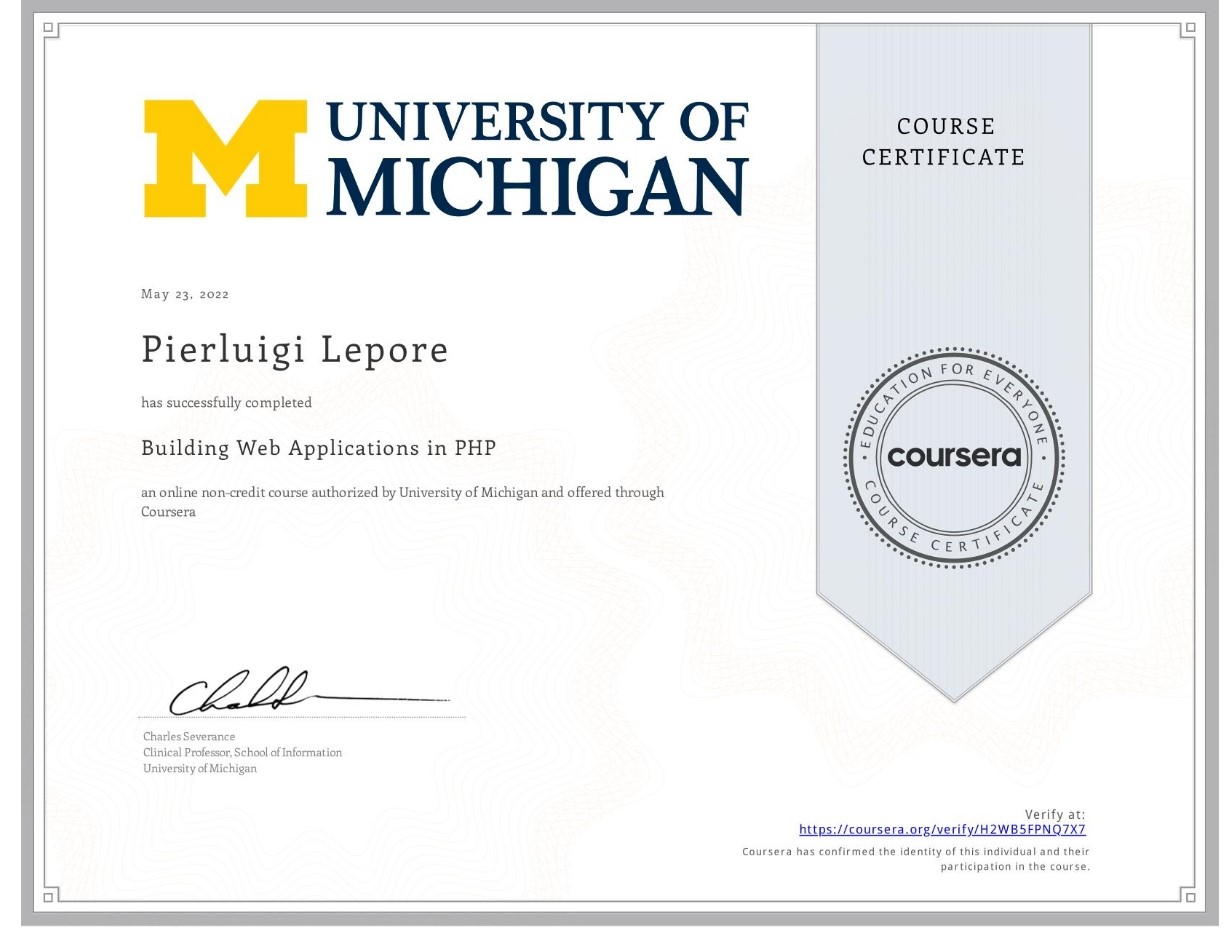 M UNIVERSITY OF
MICHIGAN
COURSE
CERTIFICATE
May 23, 2022
Pierluigi Lepore
has successfully completed
Building Web Applications in PHP
an online non-credit course authorized by University of Michigan and offered through
Coursera
EDUCATION FOR EVERYONE
coursera
COURSE CERTIFICATE
Charles Severance
Clinical Professor, School of Information
University of Michigan
Verify at:
https://coursera.org/verify/H2WB5FPNQ7X7
Coursera has confirmed the identity of this individual and their
participation in the course.